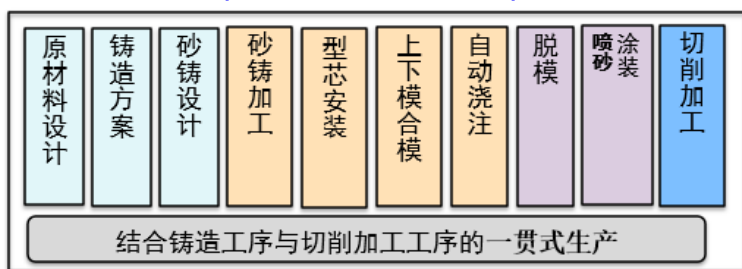 原材料设计
铸造方案
砂铸设计
砂铸加工
型芯安装
上下模合模
自动浇注
脱模
喷砂
涂装
切削加工
结合铸造工序与切削加工工序的一贯式生产